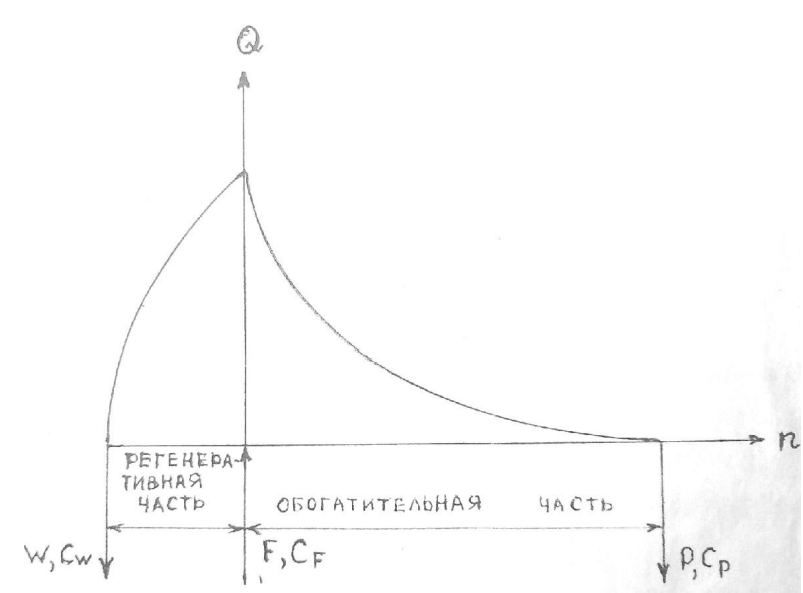 Q
n
РЕГЕНЕРА-
ТИВНАЯ
ЧАСТЬ
ОБОГАТИТЕЛЬНАЯ ЧАСТЬ
W, Cw
F, CF
P, Cp